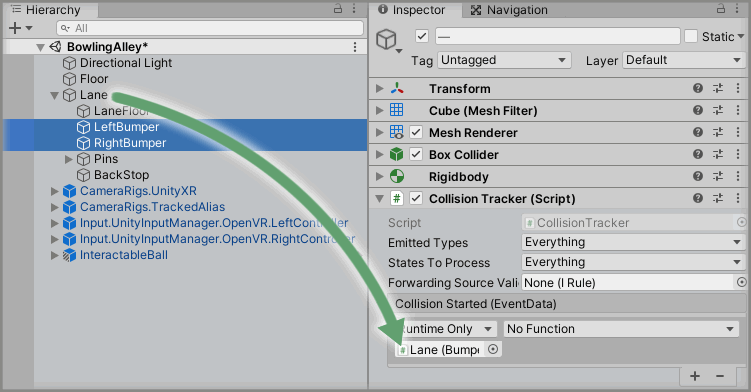 Hierarchy
All
BowlingAlley*
Directional Light
Floor
Lane
LaneFloor
LeftBumper
RightBumper
Pins
BackStop
CameraRigs.UnityXR
CameraRigs.TrackedAlias
Input.UnityInputManager.OpenVR.LeftController
Input.UnityInputManager.OpenVR.RightController
InteractableBall
Inspector Navigation
— Static
Tag Untagged Layer Default
Transform
Cube (Mesh Filter)
Mesh Renderer
Box Collider
Rigidbody
# Collision Tracker (Script)
Script # CollisionTracker
Emitted Types Everything
States To Process Everything
Forwarding Source Vali None (I Rule)
Collision Started (EventData)
untime Only No Function
# Lane (Bumpe
+ −